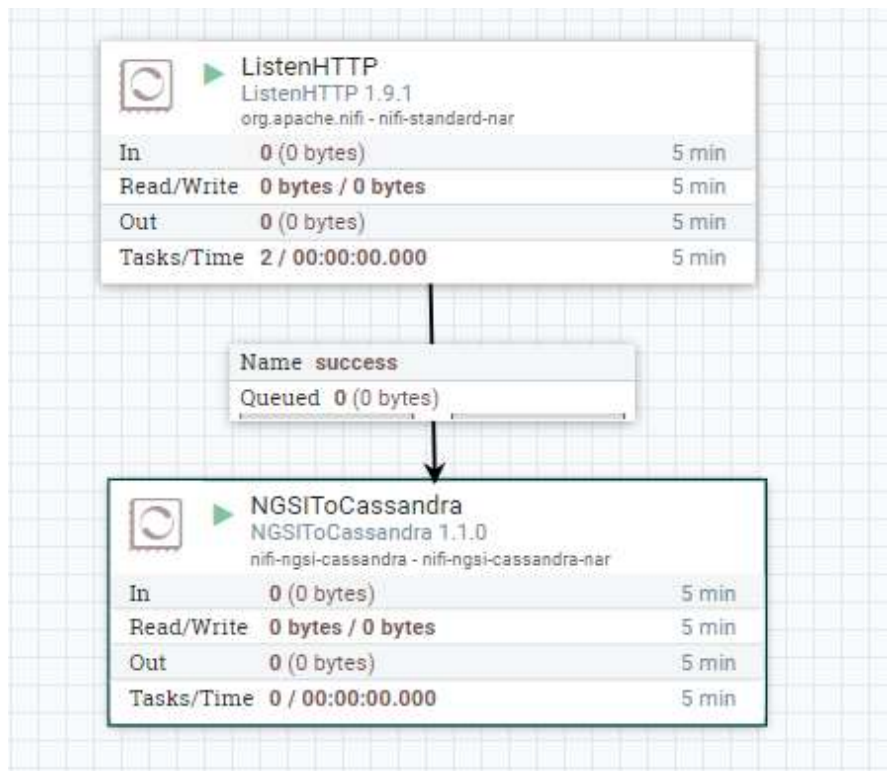 ListenHTTP
ListenHTTP 1.9.1
org.apache.nifi - nifi-standard-nar
In 0 (0 bytes) 5 min
Read/Write 0 bytes / 0 bytes 5 min
Out 0 (0 bytes) 5 min
Tasks/Time 2 / 00:00:00.000 5 min
Name success
Queued 0 (0 bytes)
NGSIToCassandra
NGSIToCassandra 1.1.0
nifi-ngsi-cassandra - nifi-ngsi-cassandra-nar
In 0 (0 bytes) 5 min
Read/Write 0 bytes / 0 bytes 5 min
Out 0 (0 bytes) 5 min
Tasks/Time 0 / 00:00:00.000 5 min